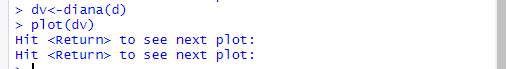 > dv<-diana(d)
> plot(dv)
Hit <Return> to see next plot:
Hit <Return> to see next plot:
>